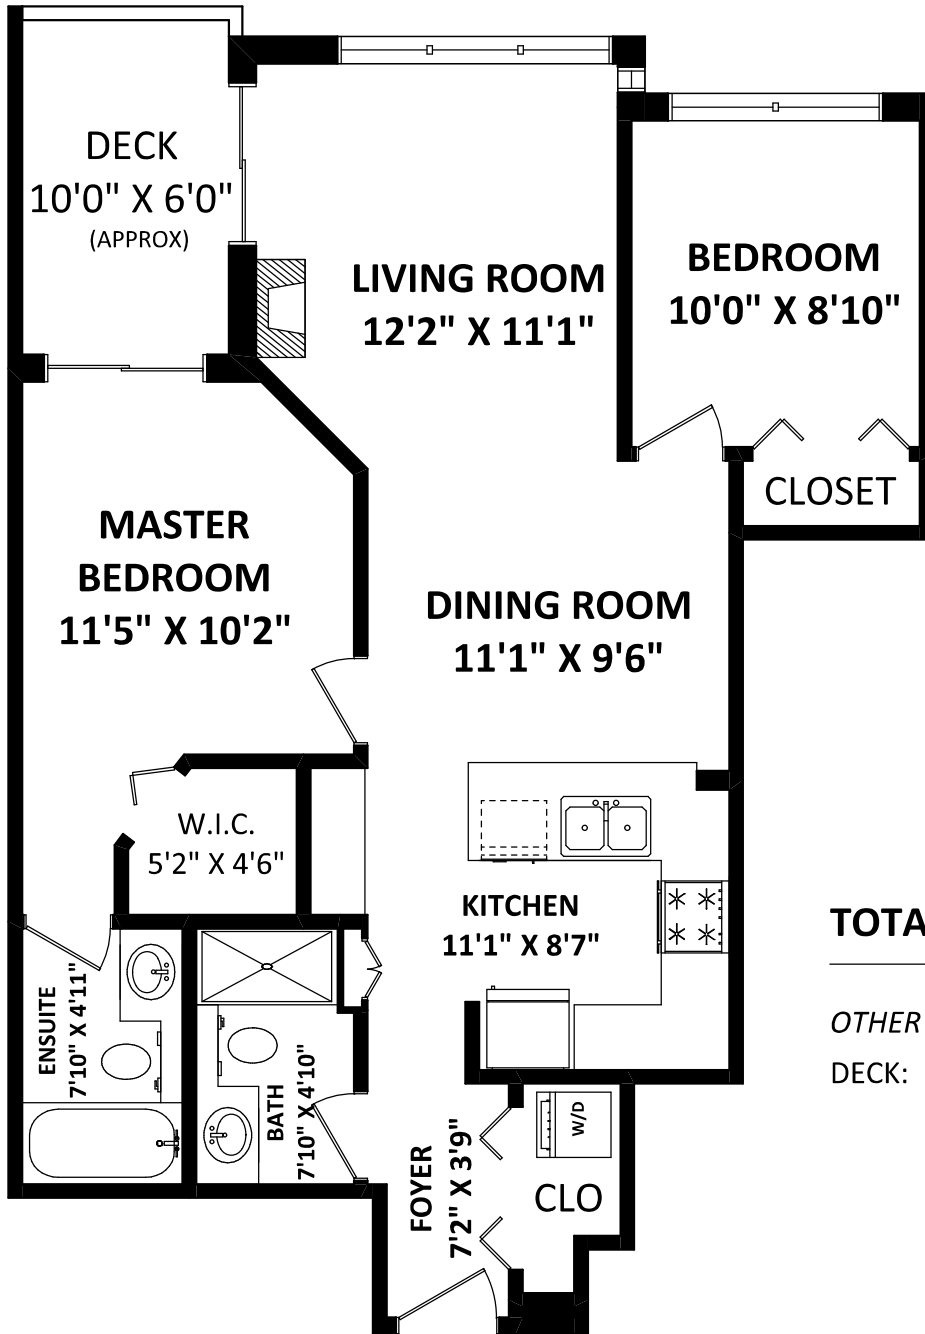 DECK
10'0" X 6'0"
(APPROX)
LIVING ROOM
12'2" X 11'1"
BEDROOM
10'0" X 8'10"
CLOSET
MASTER
BEDROOM
11'5" X 10'2"
DINING ROOM
11'1" X 9'6"
W.I.C.
5'2" X 4'6"
KITCHEN
11'1" X 8'7"
TOTA
OTHER
DECK:
ENSUITE
7'10" X 4'11"
BATH
7'10" X 4'10"
FOYER
7'2" X 3'9"
W/D
CLO